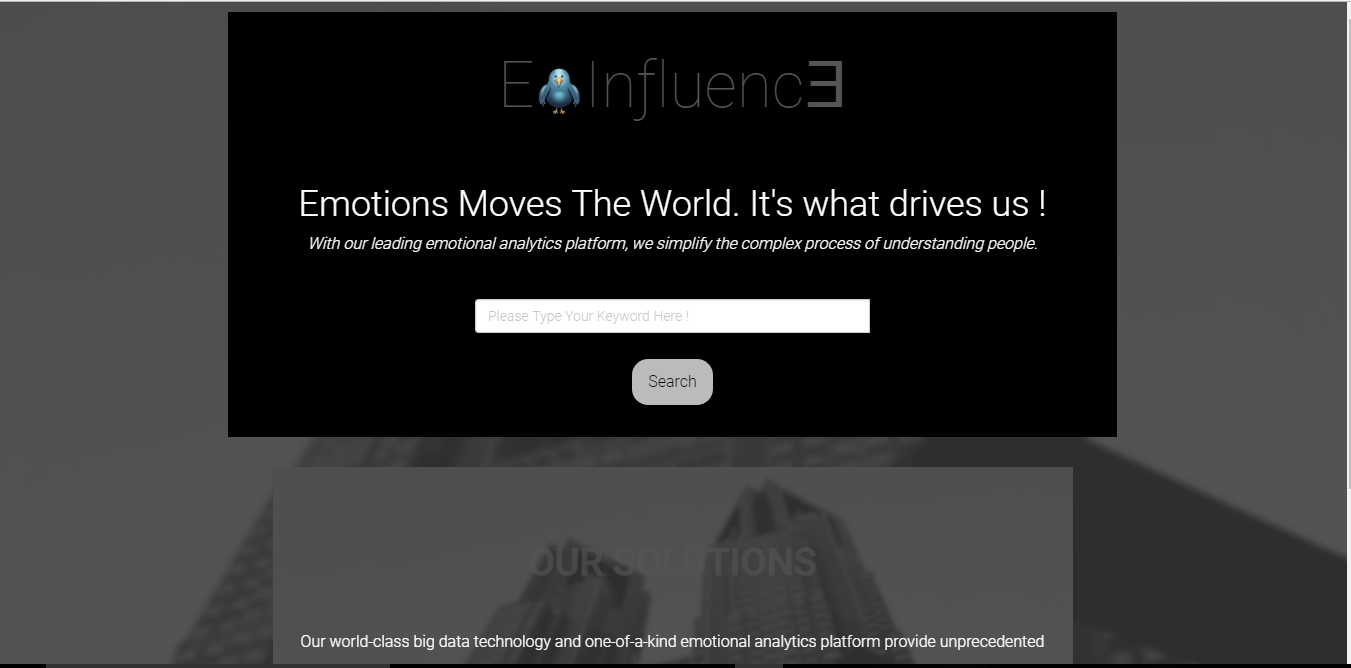 E InfluencE
Emotions Moves The World. It's what drives us !
With our leading emotional analytics platform, we simplify the complex process of understanding people.
Please Type Your Keyword Here !
Search
OUR SOLUTIONS
Our world-class big data technology and one-of-a-kind emotional analytics platform provide unprecedented